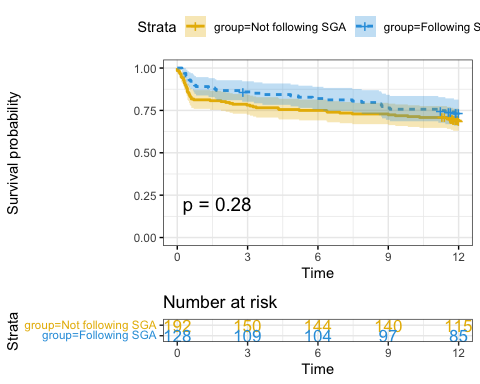 Strata group=Not following SGA group=Following S
Survival probability
1.00
0.75
0.50
0.25
0.00
p = 0.28
0 3 6 9 12
Time
Number at risk
Strata
group=Not following SGA 192 150 144 140 115
group=Following SGA 128 109 104 97 85
0 3 6 9 12
Time